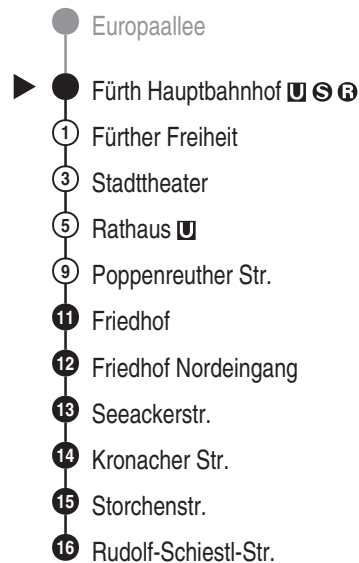 Europaallee
Fürth Hauptbahnhof U S R
1 Fürther Freiheit
3 Stadttheater
5 Rathaus U
9 Poppenreuther Str.
11 Friedhof
12 Friedhof Nordeingang
13 Seeackerstr.
14 Kronacher Str.
15 Storchenstr.
16 Rudolf-Schiestl-Str.